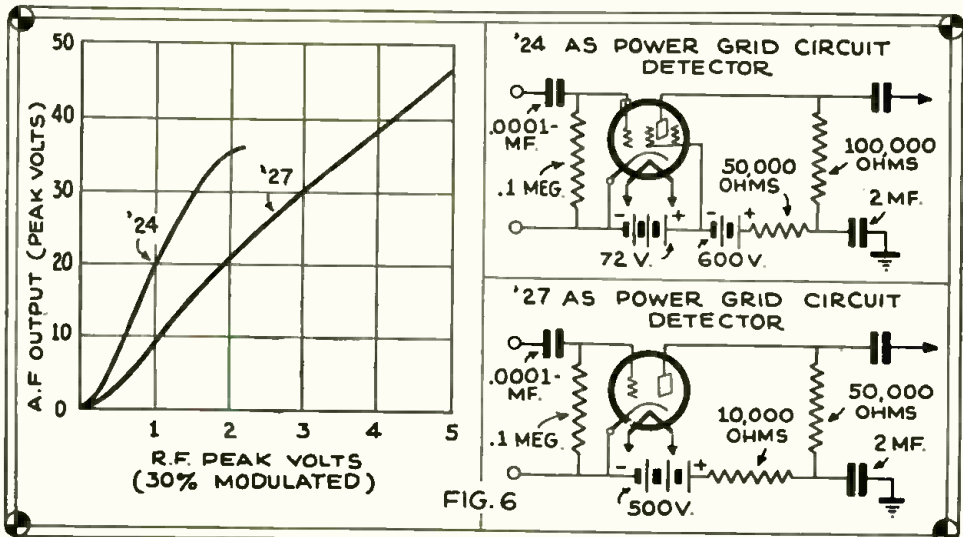 50
40
30
20
10
0
A.F OUTPUT (PEAK VOLTS)
'24
'27
1 2 3 4 5
R.F. PEAK VOLTS
(30% MODULATED)
'24 AS POWER GRID CIRCUIT
DETECTOR
.0001-
MF.
.1 MEG.
50,000
OHMS
100,000
OHMS
2 MF.
- + - +
72 V. 600V.
'27 AS POWER GRID CIRCUIT
DETECTOR
.0001-
MF.
.1 MEG.
10,000
OHMS
50,000
OHMS
2 MF.
- +
500V.
FIG. 6